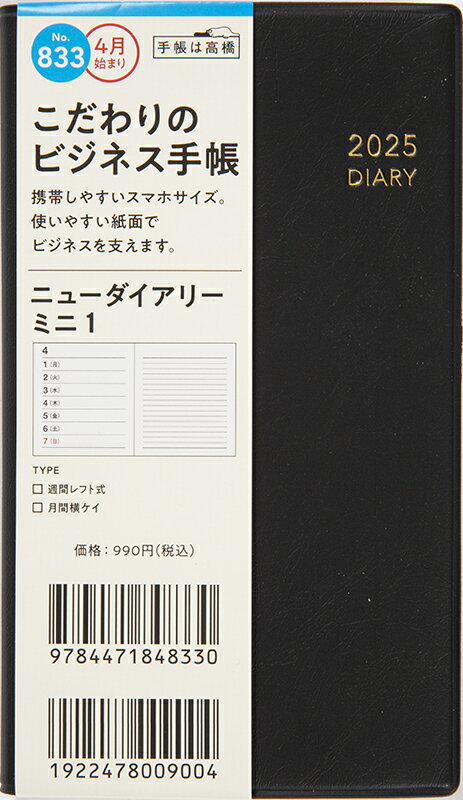 No.
833
4月
始まり
手帳は高橋
こだわりの
ビジネス手帳
携帯しやすいスマホサイズ。
使いやすい紙面で
ビジネスを支えます。
ニューダイアリー
ミニ1
4
1(月)
2(火)
3(水)
4(木)
5(金)
6(土)
7(日)
TYPE
□ 週間レフト式
□ 月間横ケイ
価格：990円(税込)
9784471848330
1922478009004
2025
DIARY